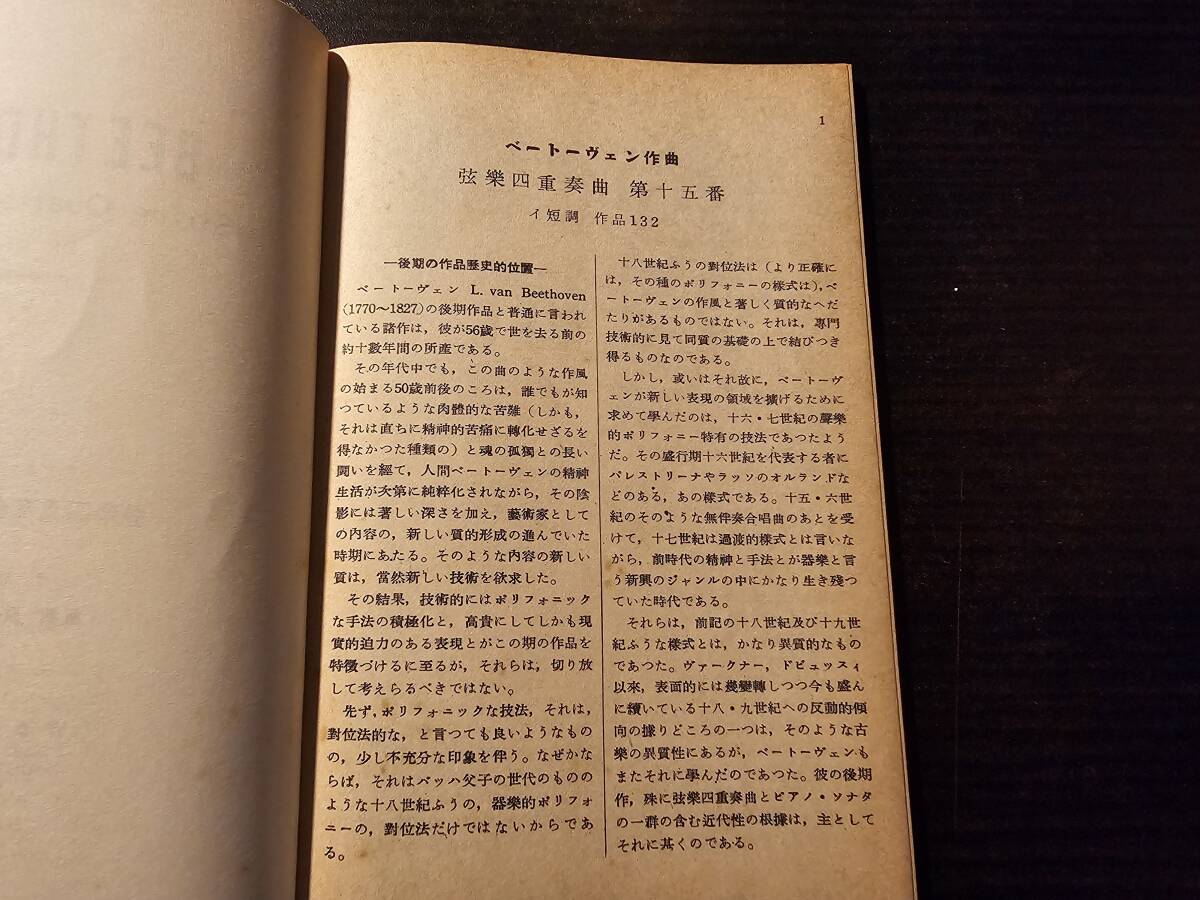 1
ベートーヴェン作曲
弦樂四重奏曲 第十五番
イ短調 作品132
―後期の作品歴史的位置―
ベートーヴェン L. van Beethoven
(1770〜1827)の後期作品と普通に言われ
ている諸作は，彼が56歳で世を去る前の
約十數年間の所産である。
その年代中でも，この曲のような作風
の始まる50歳前後のころは，誰でもが知
つているような肉體的な苦難（しかも，
それは直ちに精神的苦痛に轉化せざるを
得なかつた種類の）と魂の孤獨との長い
闘いを經て，人間ベートーヴェンの精神
生活が次第に純粹化されながら，その陰
影には著しい深さを加え，藝術家として
の内容の，新しい質的形成の進んでいた
時期にあたる。そのような内容の新しい
質は，當然新しい技術を欲求した。
その結果，技術的にはポリフォニック
な手法の積極化と，高貴にしてしかも現
實的迫力のある表現とがこの期の作品を
特徴づけるに至るが，それらは，切り放
して考えらるべきではない。
先ず，ポリフォニックな技法，それは，
對位法的な，と言つても良いようなもの
の，少し不充分な印象を伴う。なぜかな
らば，それはバッハ父子の世代のものの
ような十八世紀ふうの，器樂的ポリフォ
ニーの，對位法だけではないからであ
る。
十八世紀ふうの對位法は（より正確に
は，その種のポリフォニーの樣式は），ベ
ートーヴェンの作風と著しく質的なへだ
たりがあるものではない。それは，專門
技術的に見て同質の基礎の上で結びつき
得るものなのである。
しかし，或いはそれ故に，ベートーヴ
ェンが新しい表現の領域を擴げるために
求めて學んだのは，十六・七世紀の聲樂
的ポリフォニー特有の技法であつたよう
だ。その盛行期十六世紀を代表する者に
パレストリーナやラッソのオルランドな
どのある，あの樣式である。十五・六世
紀のそのような無伴奏合唱曲のあとを受
けて，十七世紀は過渡的樣式とは言いな
がら，前時代の精神と手法とが器樂と言
う新興のジャンルの中にかなり生き殘つ
ていた時代である。
それらは，前記の十八世紀及び十九世
紀ふうな樣式とは，かなり異質的なもの
であつた。ヴァークナー，ドビュッスィ
以來，表面的には幾變轉しつつ今も盛ん
に續いている十八・九世紀への反動的傾
向の據りどころの一つは，そのような古
樂の異質性にあるが，ベートーヴェンも
またそれに學んだのであつた。彼の後期
作，殊に弦樂四重奏曲とピアノ・ソナタ
の一群の含む近代性の根據は，主として
それに基くのである。